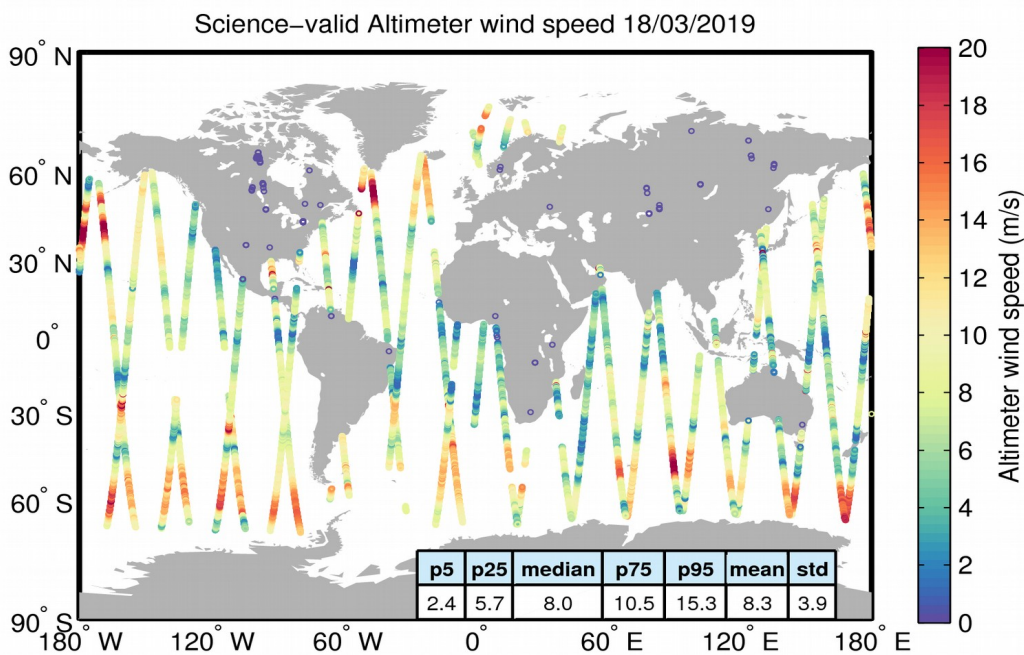 Science−valid Altimeter wind speed 18/03/2019
90° N
60° N
30° N
0°
30° S
60° S
90° S
180° W
120° W
60° W
0°
60° E
120° E
180° E
p5 p25 median p75 p95 mean std
2.4 5.7 8.0 10.5 15.3 8.3 3.9
20
18
16
14
12
10
8
6
4
2
0
Altimeter wind speed (m/s)